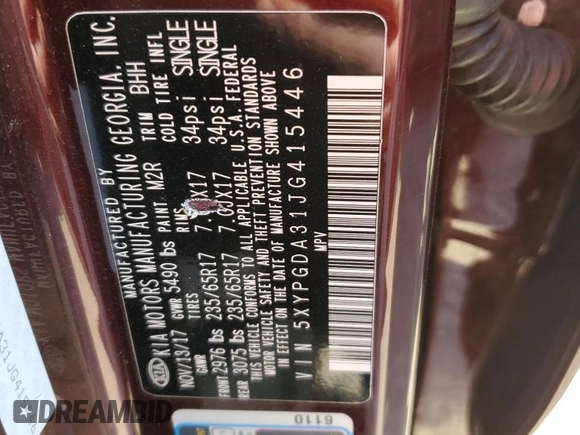 MANUFACTURED BY
KIA MOTORS MANUFACTURING GEORGIA. INC.
NOV/13/17 GVWR 5490 lbs PAINT M2R TRIM BHH
GAWR TIRES RIMS COLD TIRE INFL
FRONT 2976 lbs 235/65R17 7. X17 34psi SINGLE
REAR 3075 lbs 235/65R17 7.0JX17 34psi SINGLE
THIS VEHICLE CONFORMS TO ALL APPLICABLE U.S.A. FEDERAL
MOTOR VEHICLE SAFETY AND THEFT PREVENTION STANDARDS
IN EFFECT ON THE DATE OF MANUFACTURE SHOWN ABOVE
VIN 5XYPGDA31JG415446
MPV
KIA
6110
DREAMBID